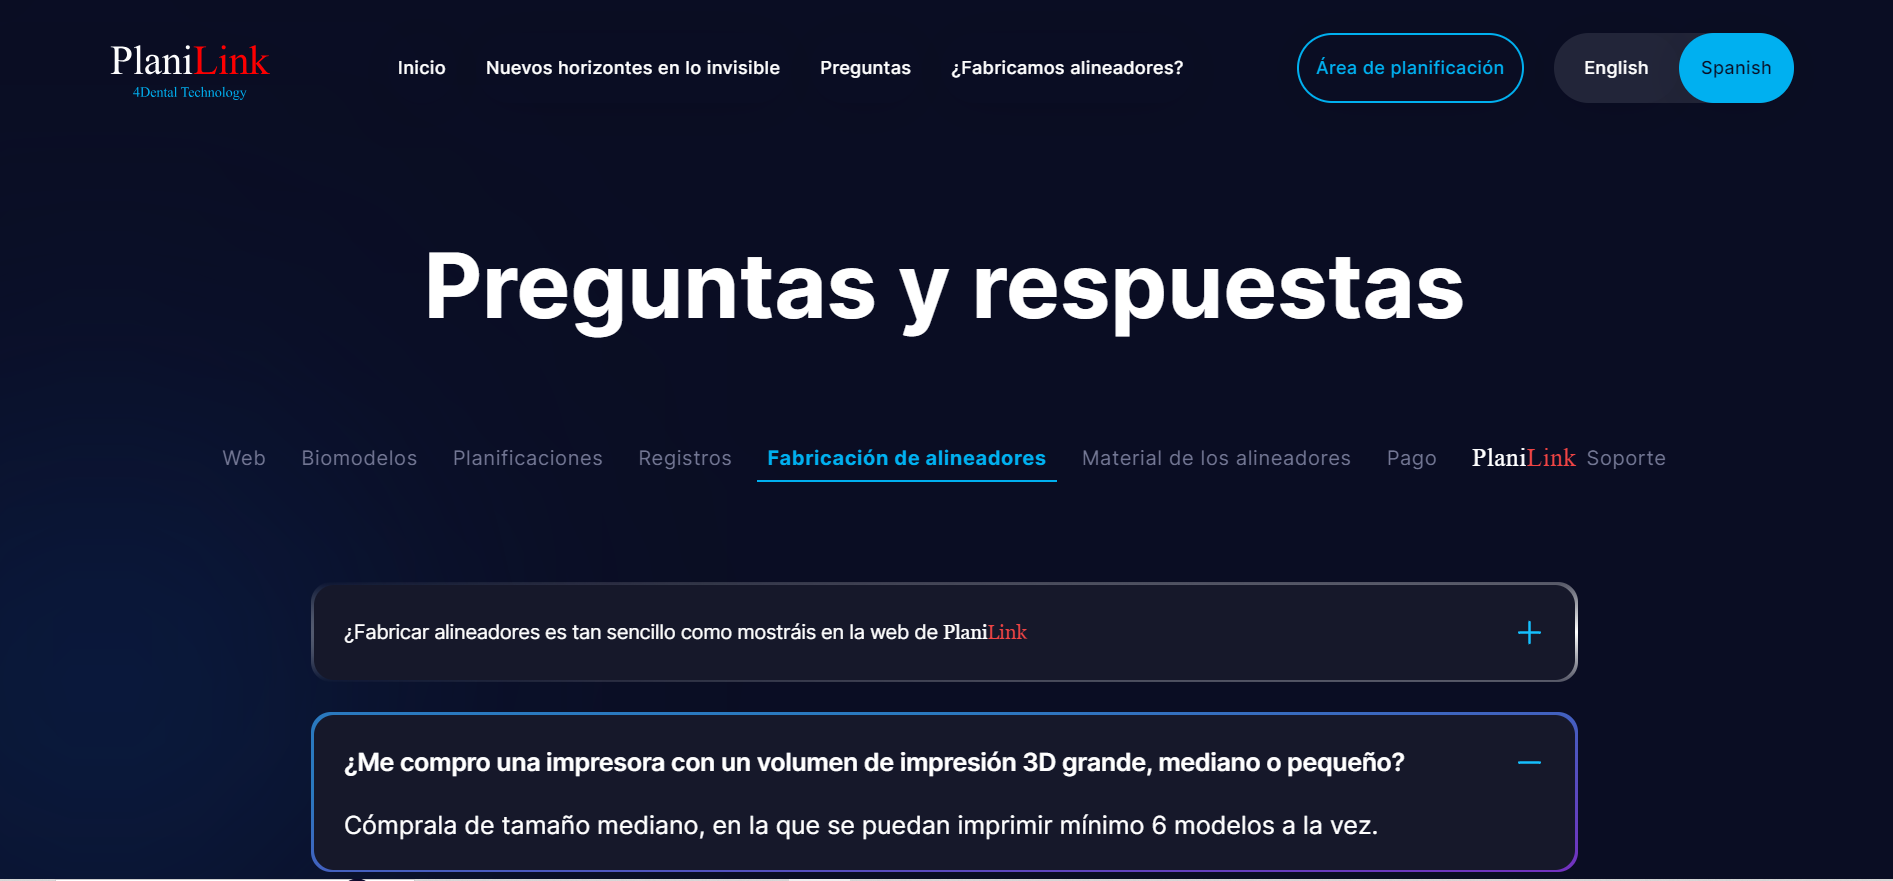 PlaniLink
4Dental Technology
Inicio Nuevos horizontes en lo invisible Preguntas ¿Fabricamos alineadores? Área de planificación English Spanish
Preguntas y respuestas
Web Biomodelos Planificaciones Registros Fabricación de alineadores Material de los alineadores Pago PlaniLink Soporte
¿Fabricar alineadores es tan sencillo como mostráis en la web de PlaniLink
¿Me compro una impresora con un volumen de impresión 3D grande, mediano o pequeño?
Cómprala de tamaño mediano, en la que se puedan imprimir mínimo 6 modelos a la vez.